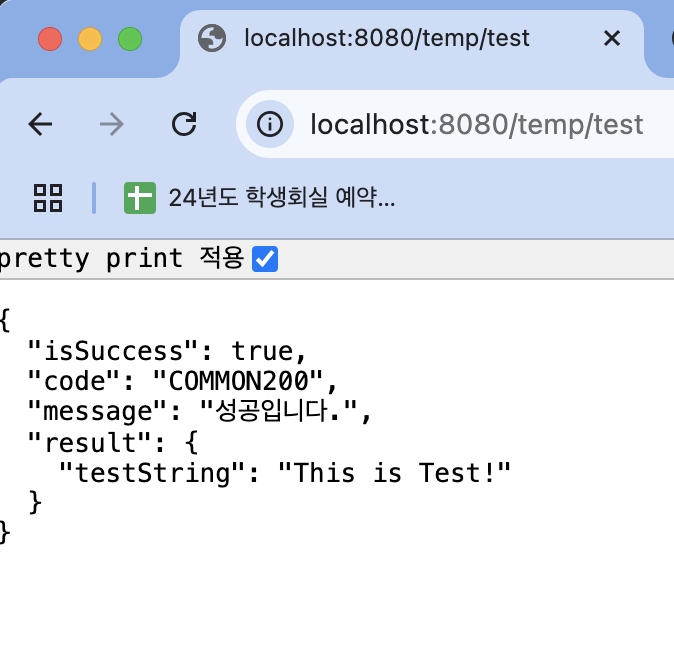 localhost:8080/temp/test
localhost:8080/temp/test
24년도 학생회실 예약...
pretty print 적용
{
  "isSuccess": true,
  "code": "COMMON200",
  "message": "성공입니다.",
  "result": {
    "testString": "This is Test!"
  }
}